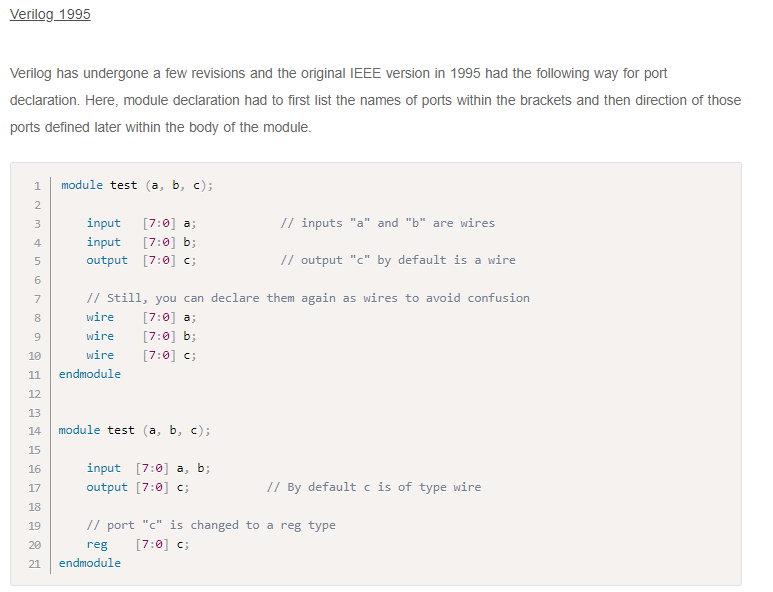 Verilog 1995
Verilog has undergone a few revisions and the original IEEE version in 1995 had the following way for port
declaration. Here, module declaration had to first list the names of ports within the brackets and then direction of those
ports defined later within the body of the module.
1 module test (a, b, c);
2
3 input [7:0] a; // inputs "a" and "b" are wires
4 input [7:0] b;
5 output [7:0] c; // output "c" by default is a wire
6
7 // Still, you can declare them again as wires to avoid confusion
8 wire [7:0] a;
9 wire [7:0] b;
10 wire [7:0] c;
11 endmodule
12
13
14 module test (a, b, c);
15
16 input [7:0] a, b;
17 output [7:0] c; // By default c is of type wire
18
19 // port "c" is changed to a reg type
20 reg [7:0] c;
21 endmodule